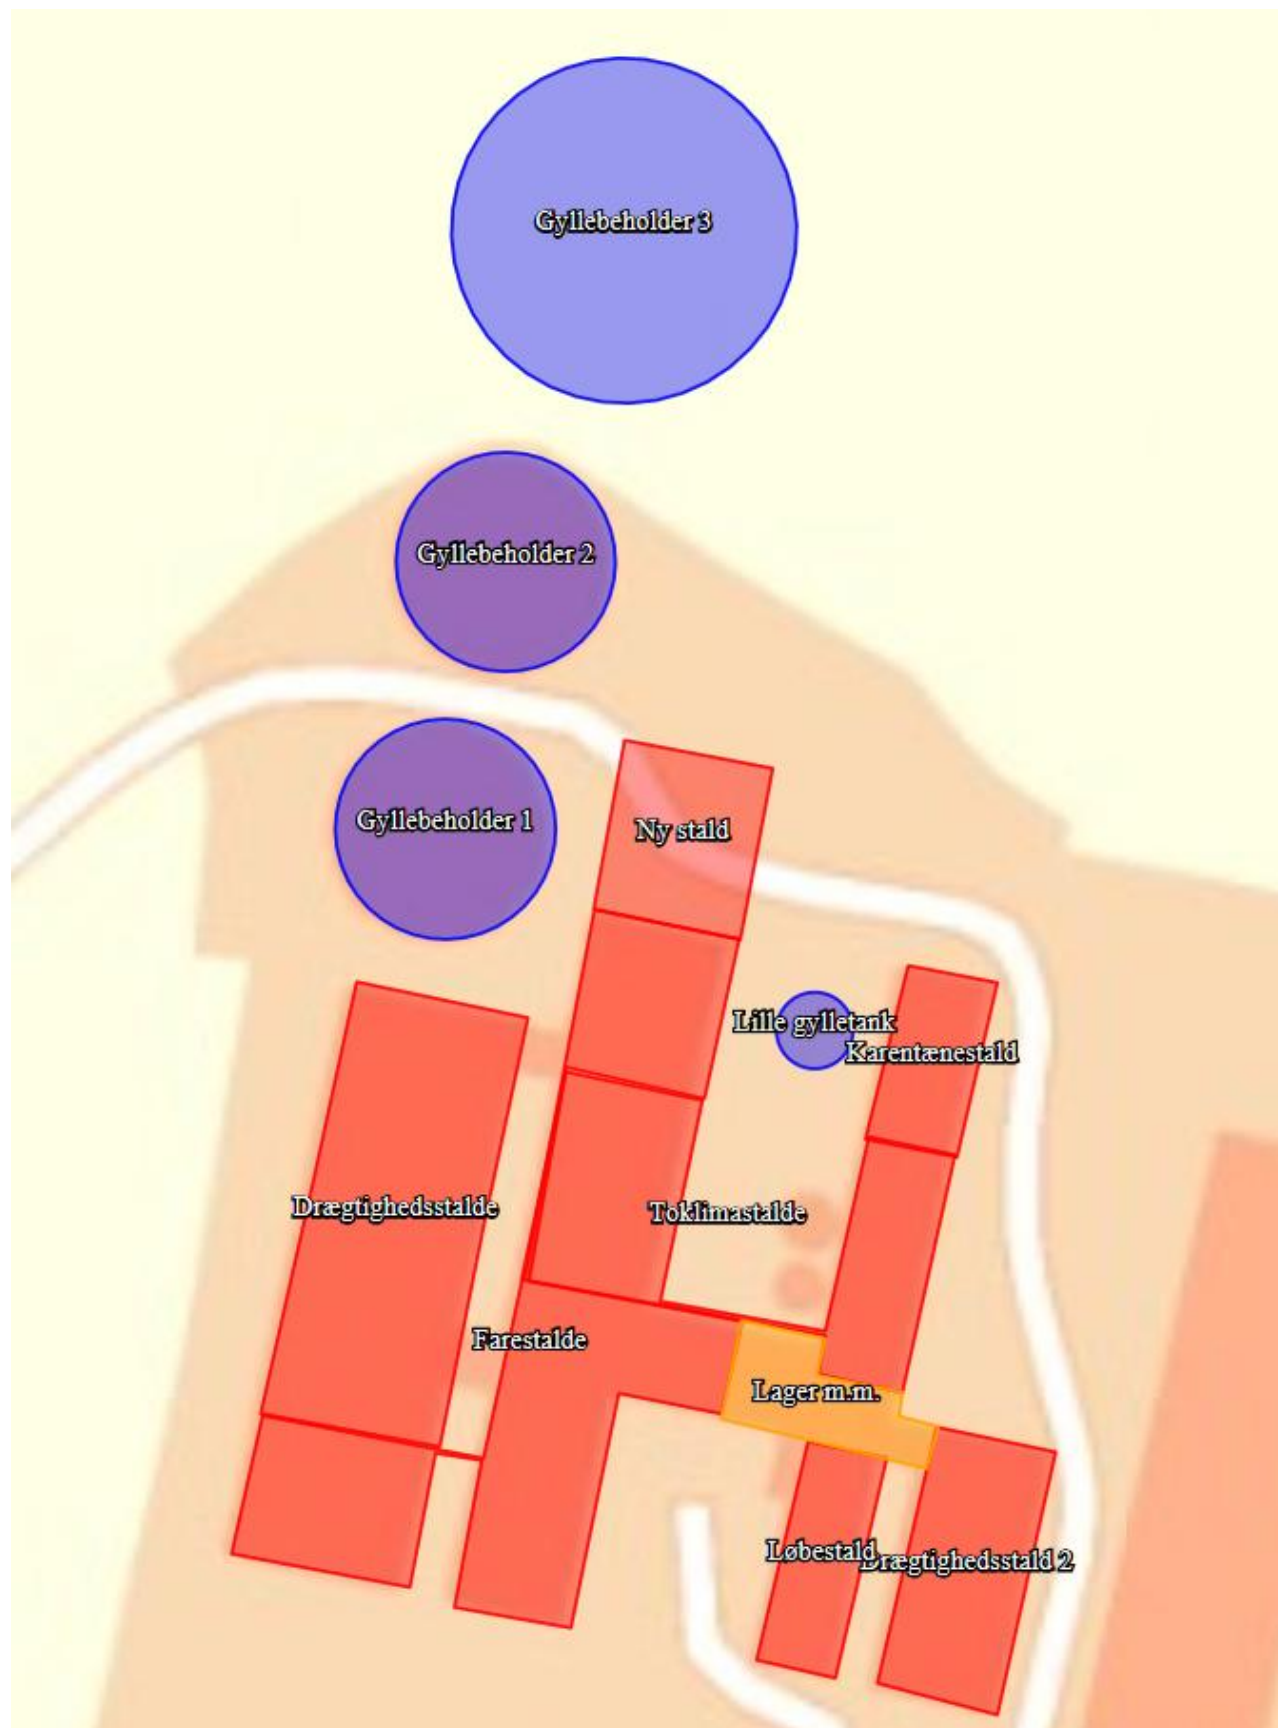 Gyllebeholder 3
Gyllebeholder 2
Gyllebeholder 1
Ny stald
Lille gylletank
Karentænestald
Drægtighedsstalde
Toklimastalde
Farestalde
Lager m.m.
Løbestald
Drægtighedsstald 2